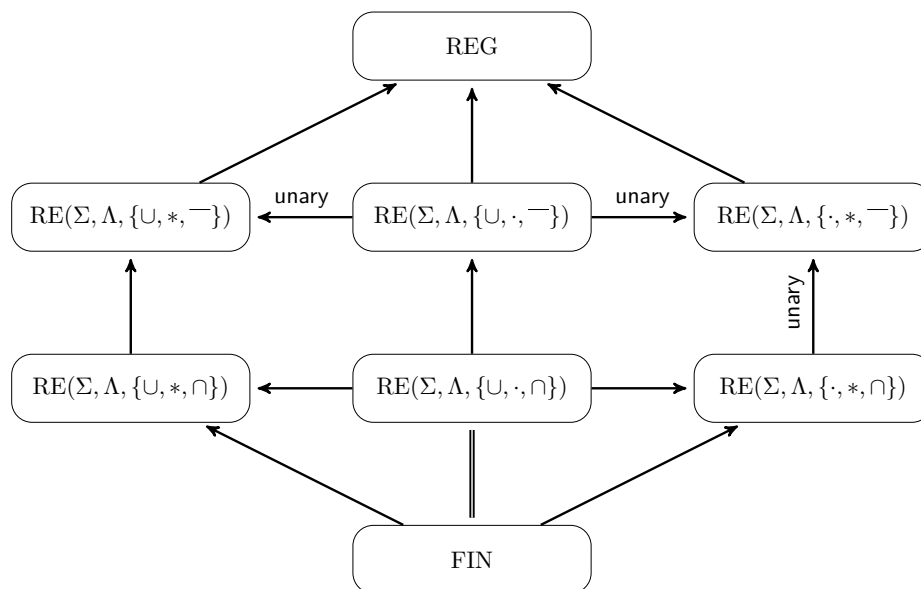 REG
RE(Σ, Λ, {∪, ∗, ‾})
unary
RE(Σ, Λ, {∪, ·, ‾})
unary
RE(Σ, Λ, {·, ∗, ‾})
unary
RE(Σ, Λ, {∪, ∗, ∩})
RE(Σ, Λ, {∪, ·, ∩})
RE(Σ, Λ, {·, ∗, ∩})
FIN